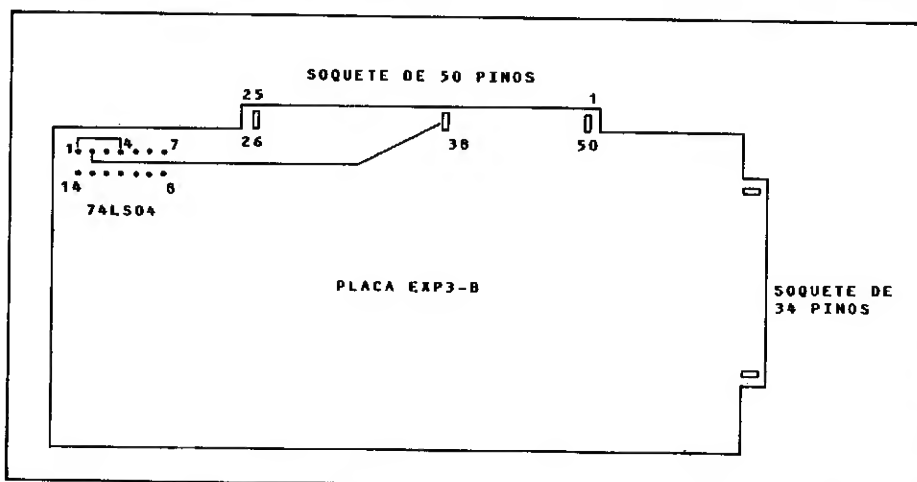 SOQUETE DE 50 PINOS
25 1
26 38 50
1 4 7
14 8
74LS04
PLACA EXP3-B
SOQUETE DE
34 PINOS